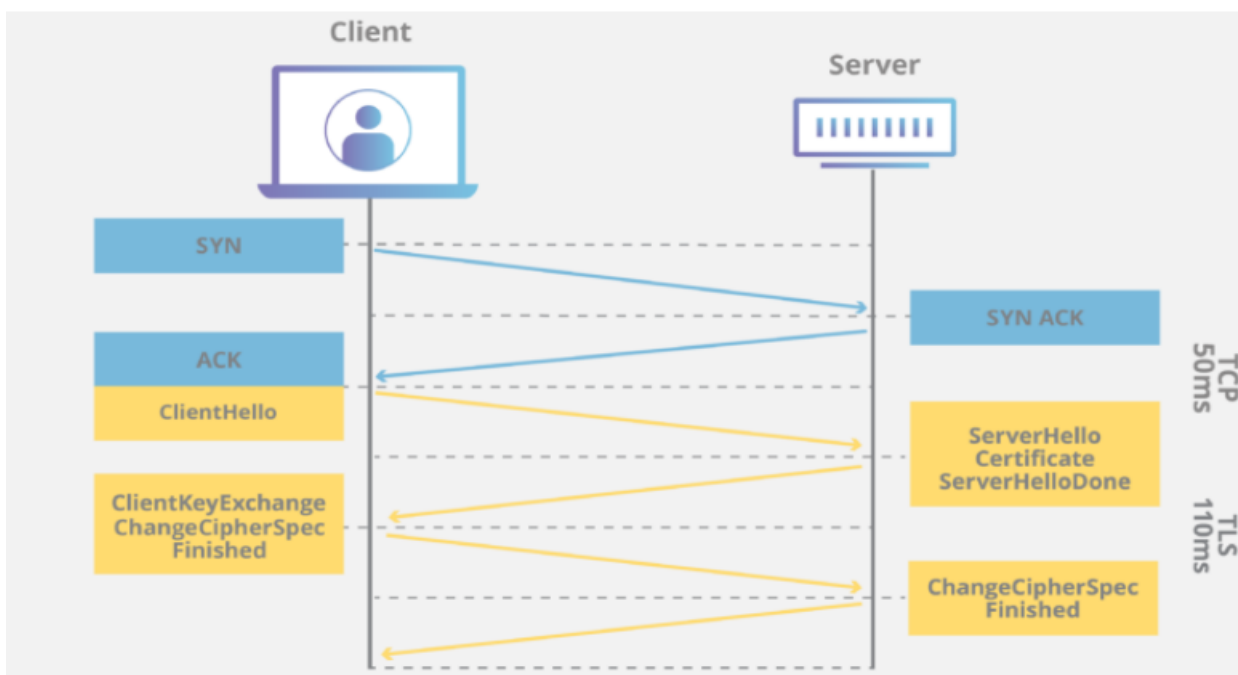 Client
Server
SYN
SYN ACK
ACK
ClientHello
TCP
50ms
ServerHello
Certificate
ServerHelloDone
ClientKeyExchange
ChangeCipherSpec
Finished
TLS
110ms
ChangeCipherSpec
Finished